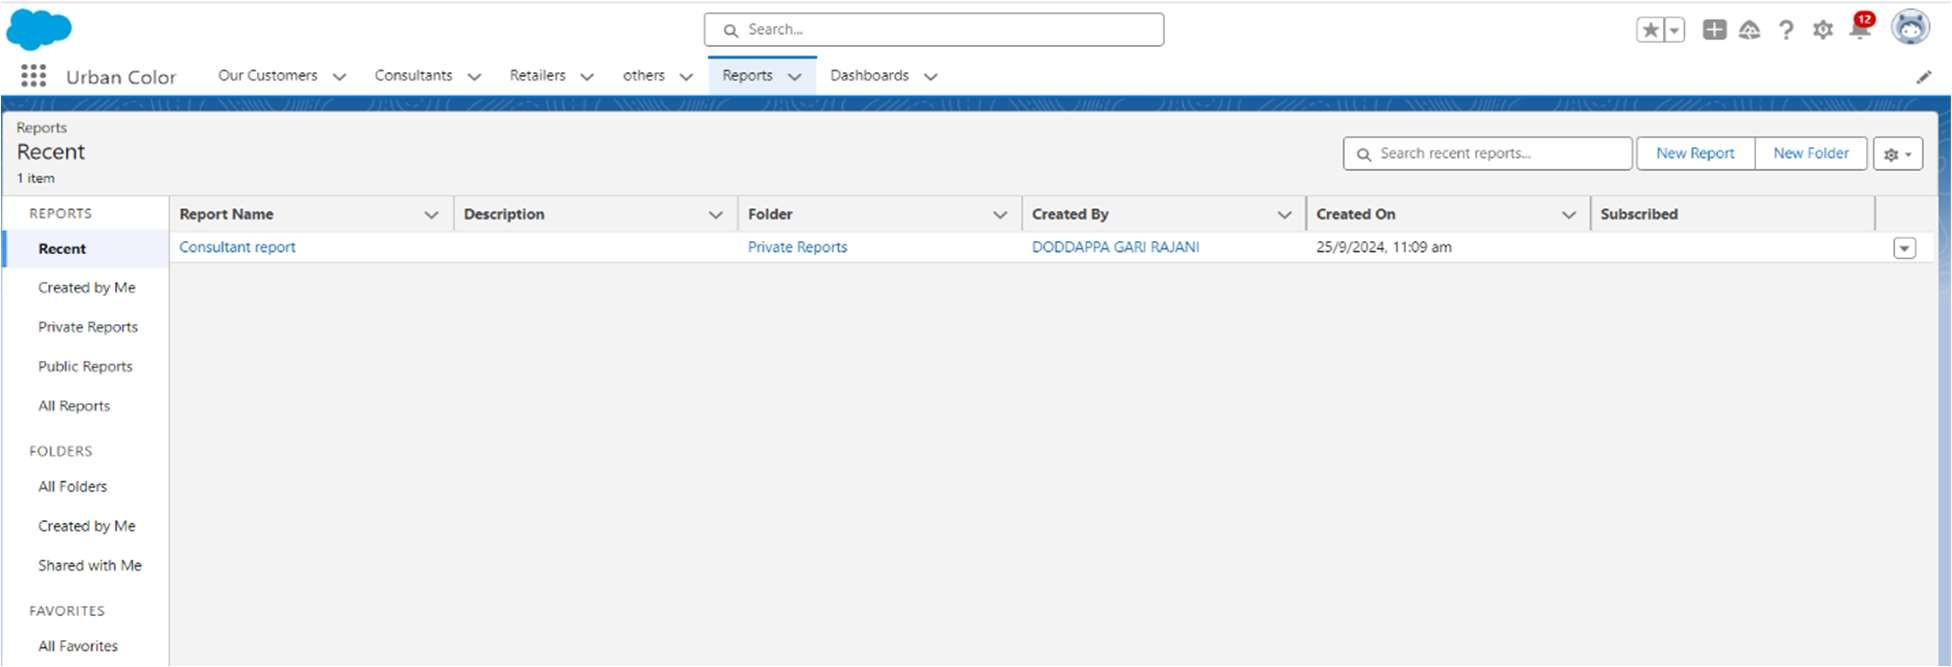 Search...
12
Urban Color Our Customers Consultants Retailers others Reports Dashboards
Reports
Recent
1 item
Search recent reports... New Report New Folder
REPORTS
Report Name Description Folder Created By Created On Subscribed
Recent
Consultant report Private Reports DODDAPPA GARI RAJANI 25/9/2024, 11:09 am
Created by Me
Private Reports
Public Reports
All Reports
FOLDERS
All Folders
Created by Me
Shared with Me
FAVORITES
All Favorites